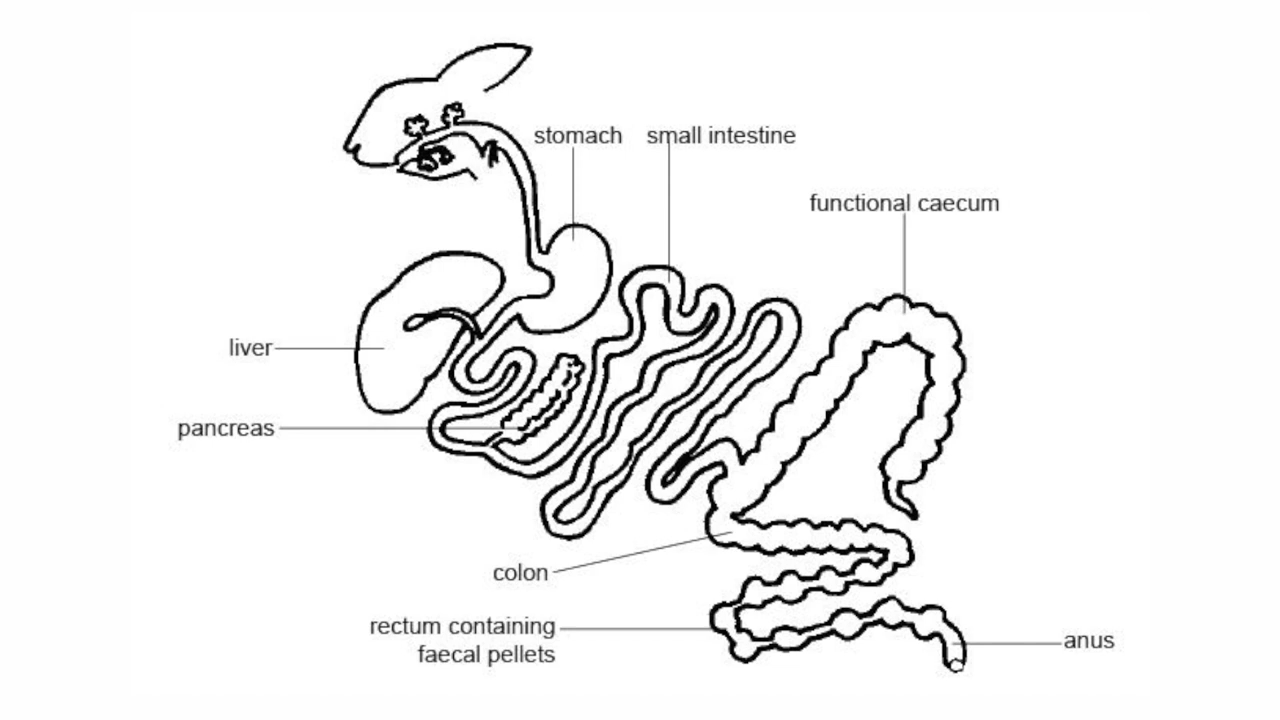 stomach
small intestine
functional caecum
liver
pancreas
colon
rectum containing
faecal pellets
anus